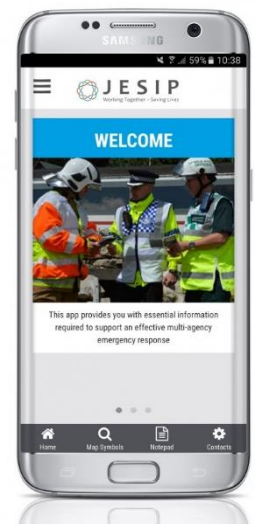 SAMSUNG
59% 10:38
JESIP
Working Together - Saving Lives
WELCOME
This app provides you with essential information
required to support an effective multi-agency
emergency response
Home Map Symbols Notepad Contacts